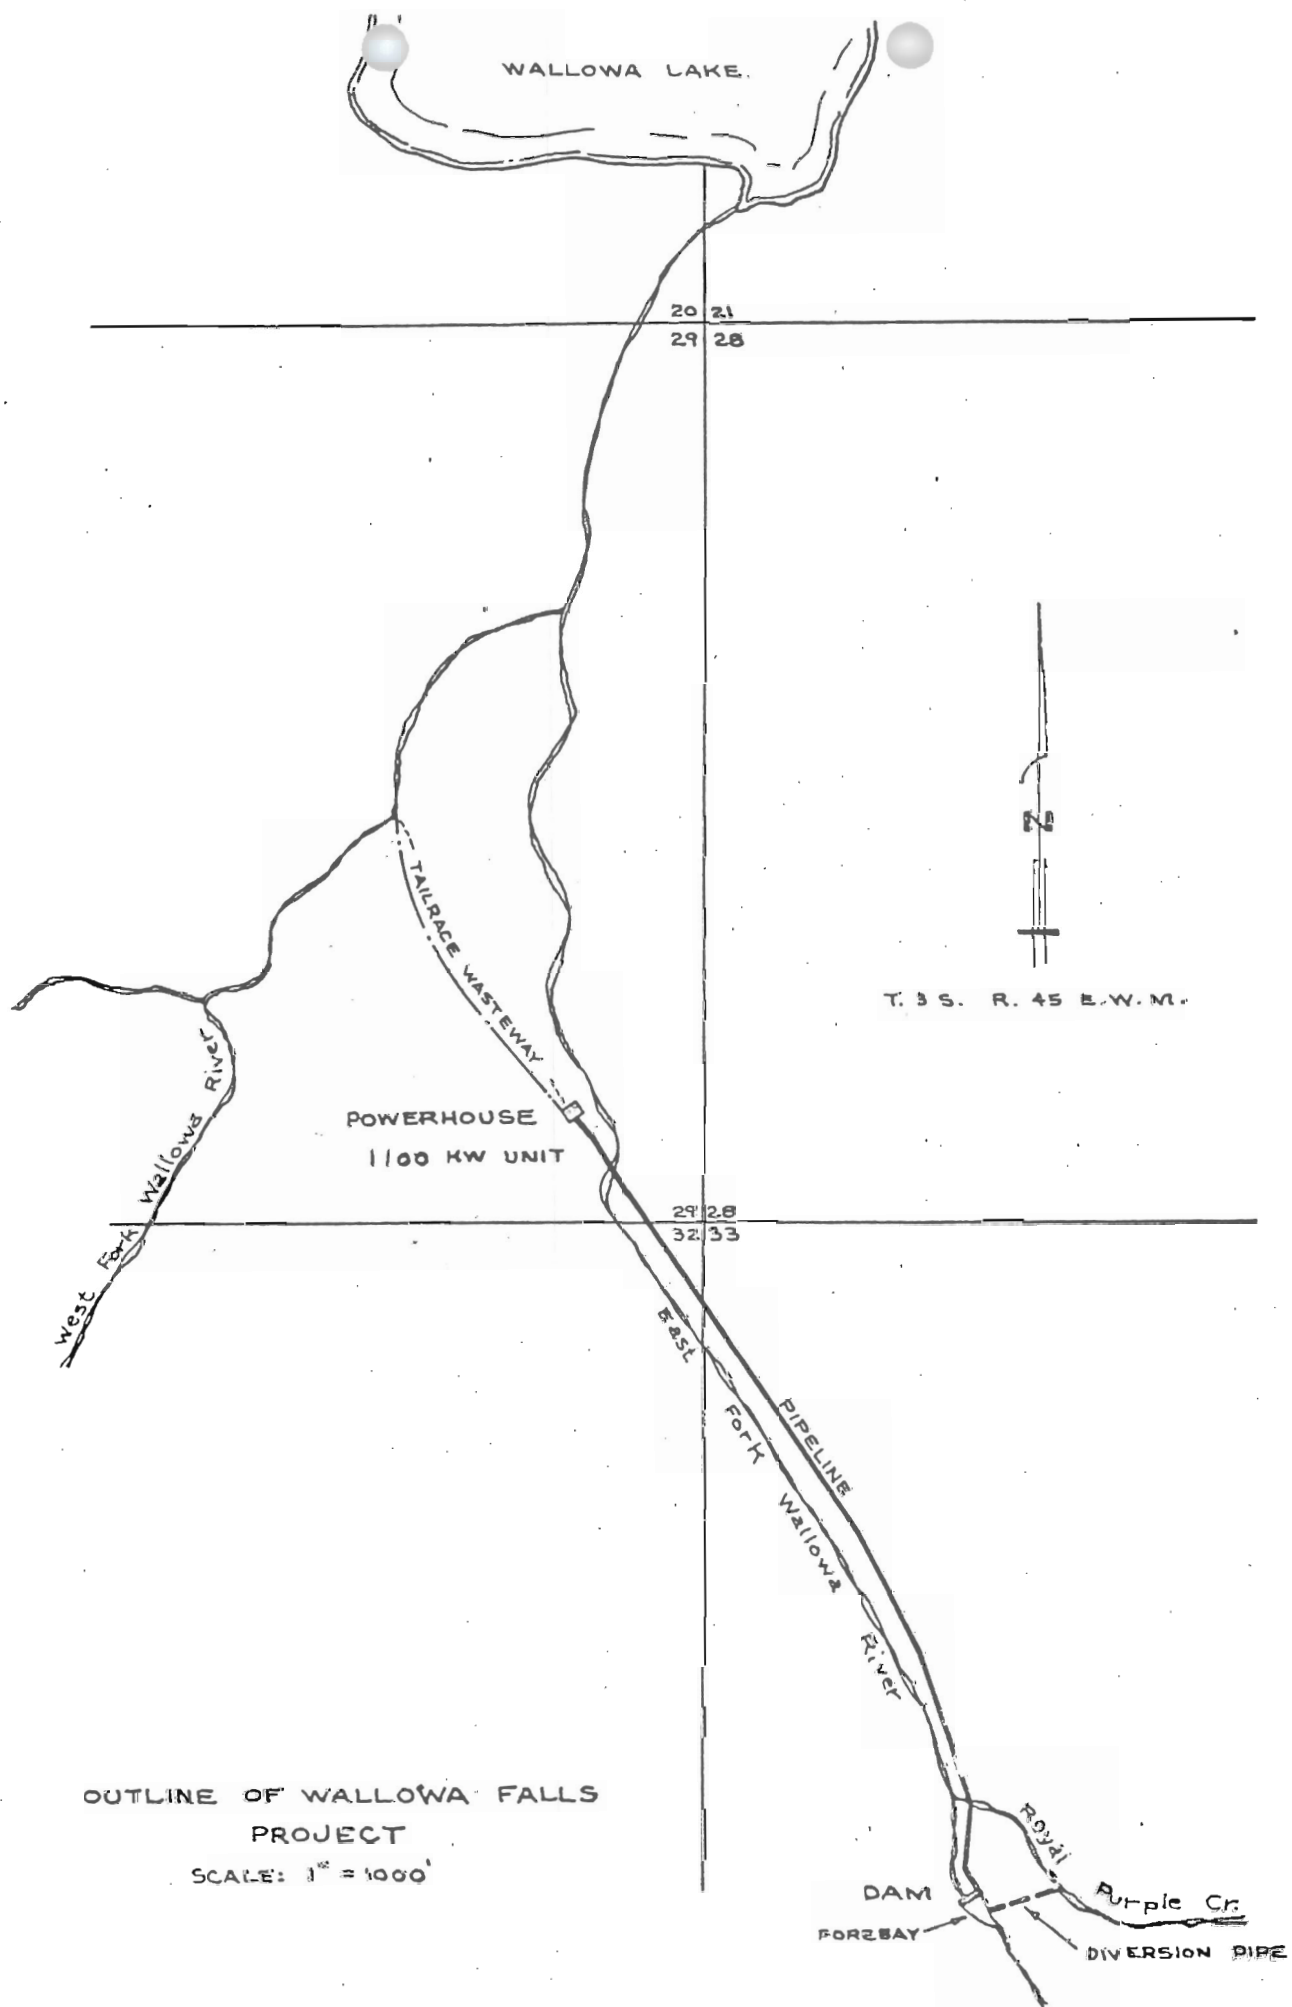 WALLOWA LAKE.
20 21
29 28
N
T. 3 S. R. 45 E.W.M.
TAILRACE WASTEWAY
West Fork Wallowa River
POWERHOUSE
1100 KW UNIT
29 28
32 33
East Fork Wallowa River
PIPELINE
OUTLINE OF WALLOWA FALLS
PROJECT
SCALE: 1" = 1000'
Royal Purple Cr.
DAM
FOREBAY
DIVERSION PIPE